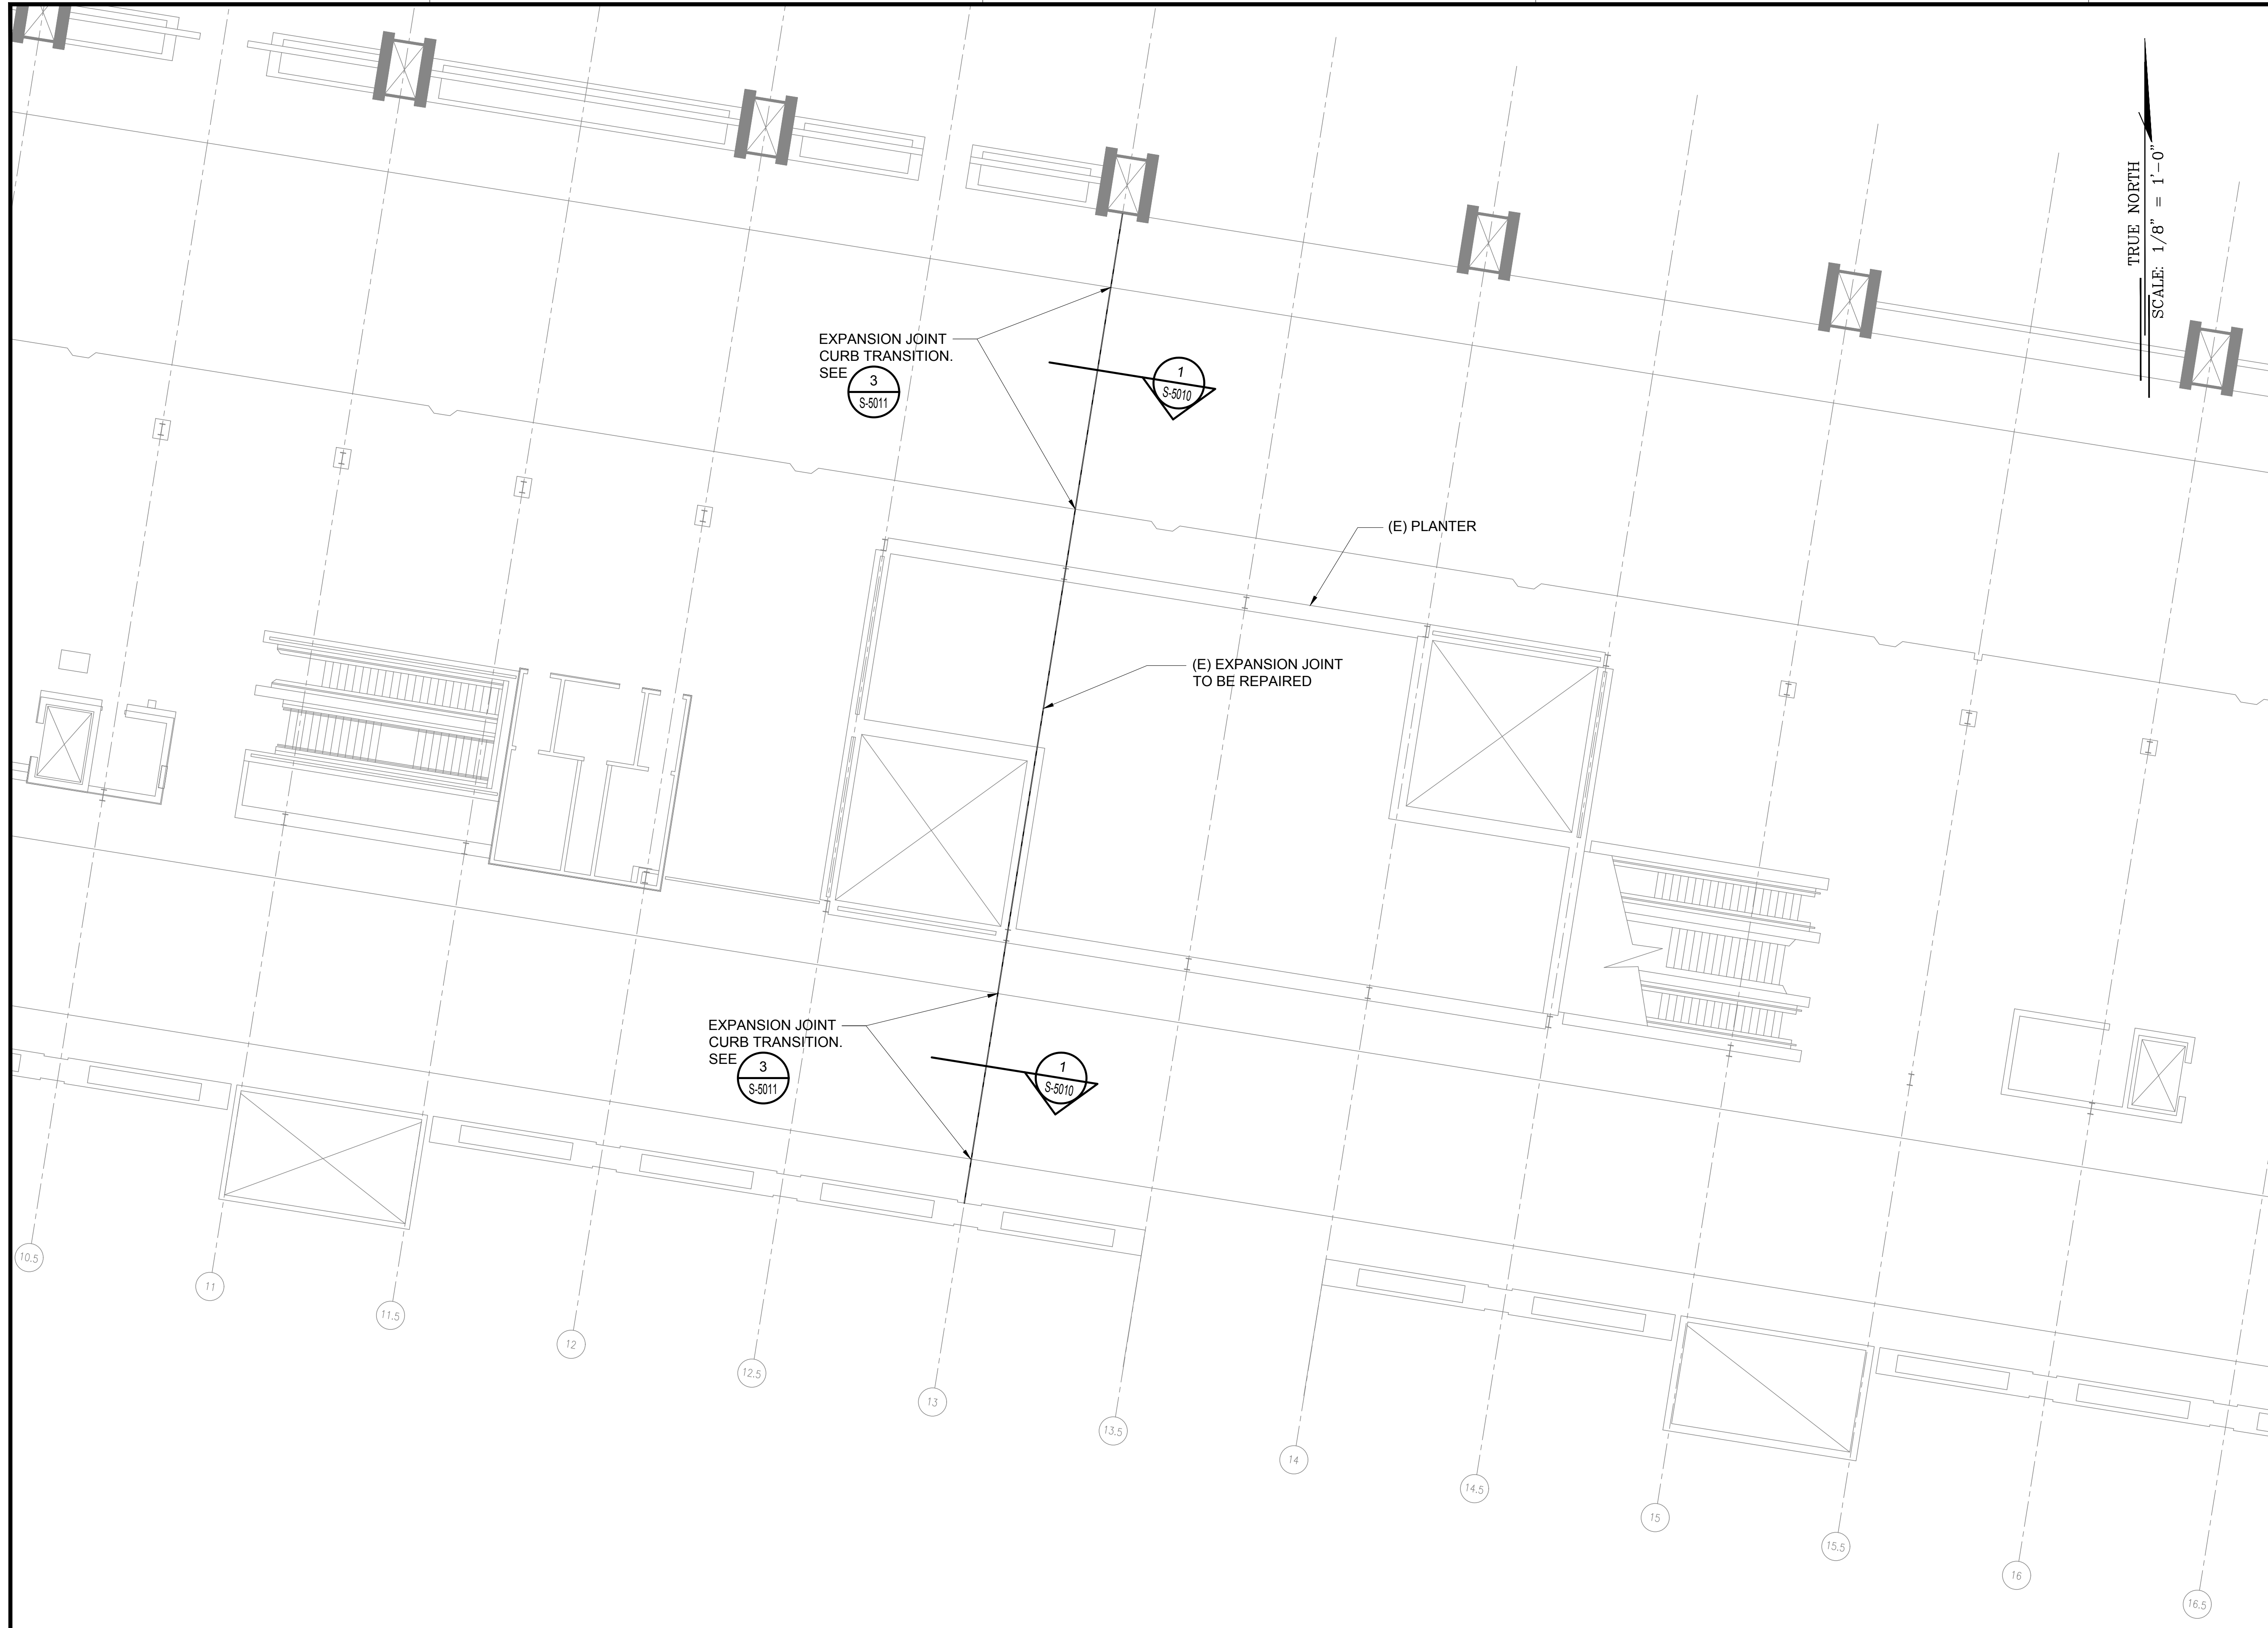 TRUE NORTH
SCALE: 1/8" = 1'-0"
EXPANSION JOINT
CURB TRANSITION.
SEE
3
S-5011
1
S-5010
(E) PLANTER
(E) EXPANSION JOINT
TO BE REPAIRED
EXPANSION JOINT
CURB TRANSITION.
SEE
3
S-5011
1
S-5010
10.5
11
11.5
12
12.5
13
13.5
14
14.5
15
15.5
16
16.5